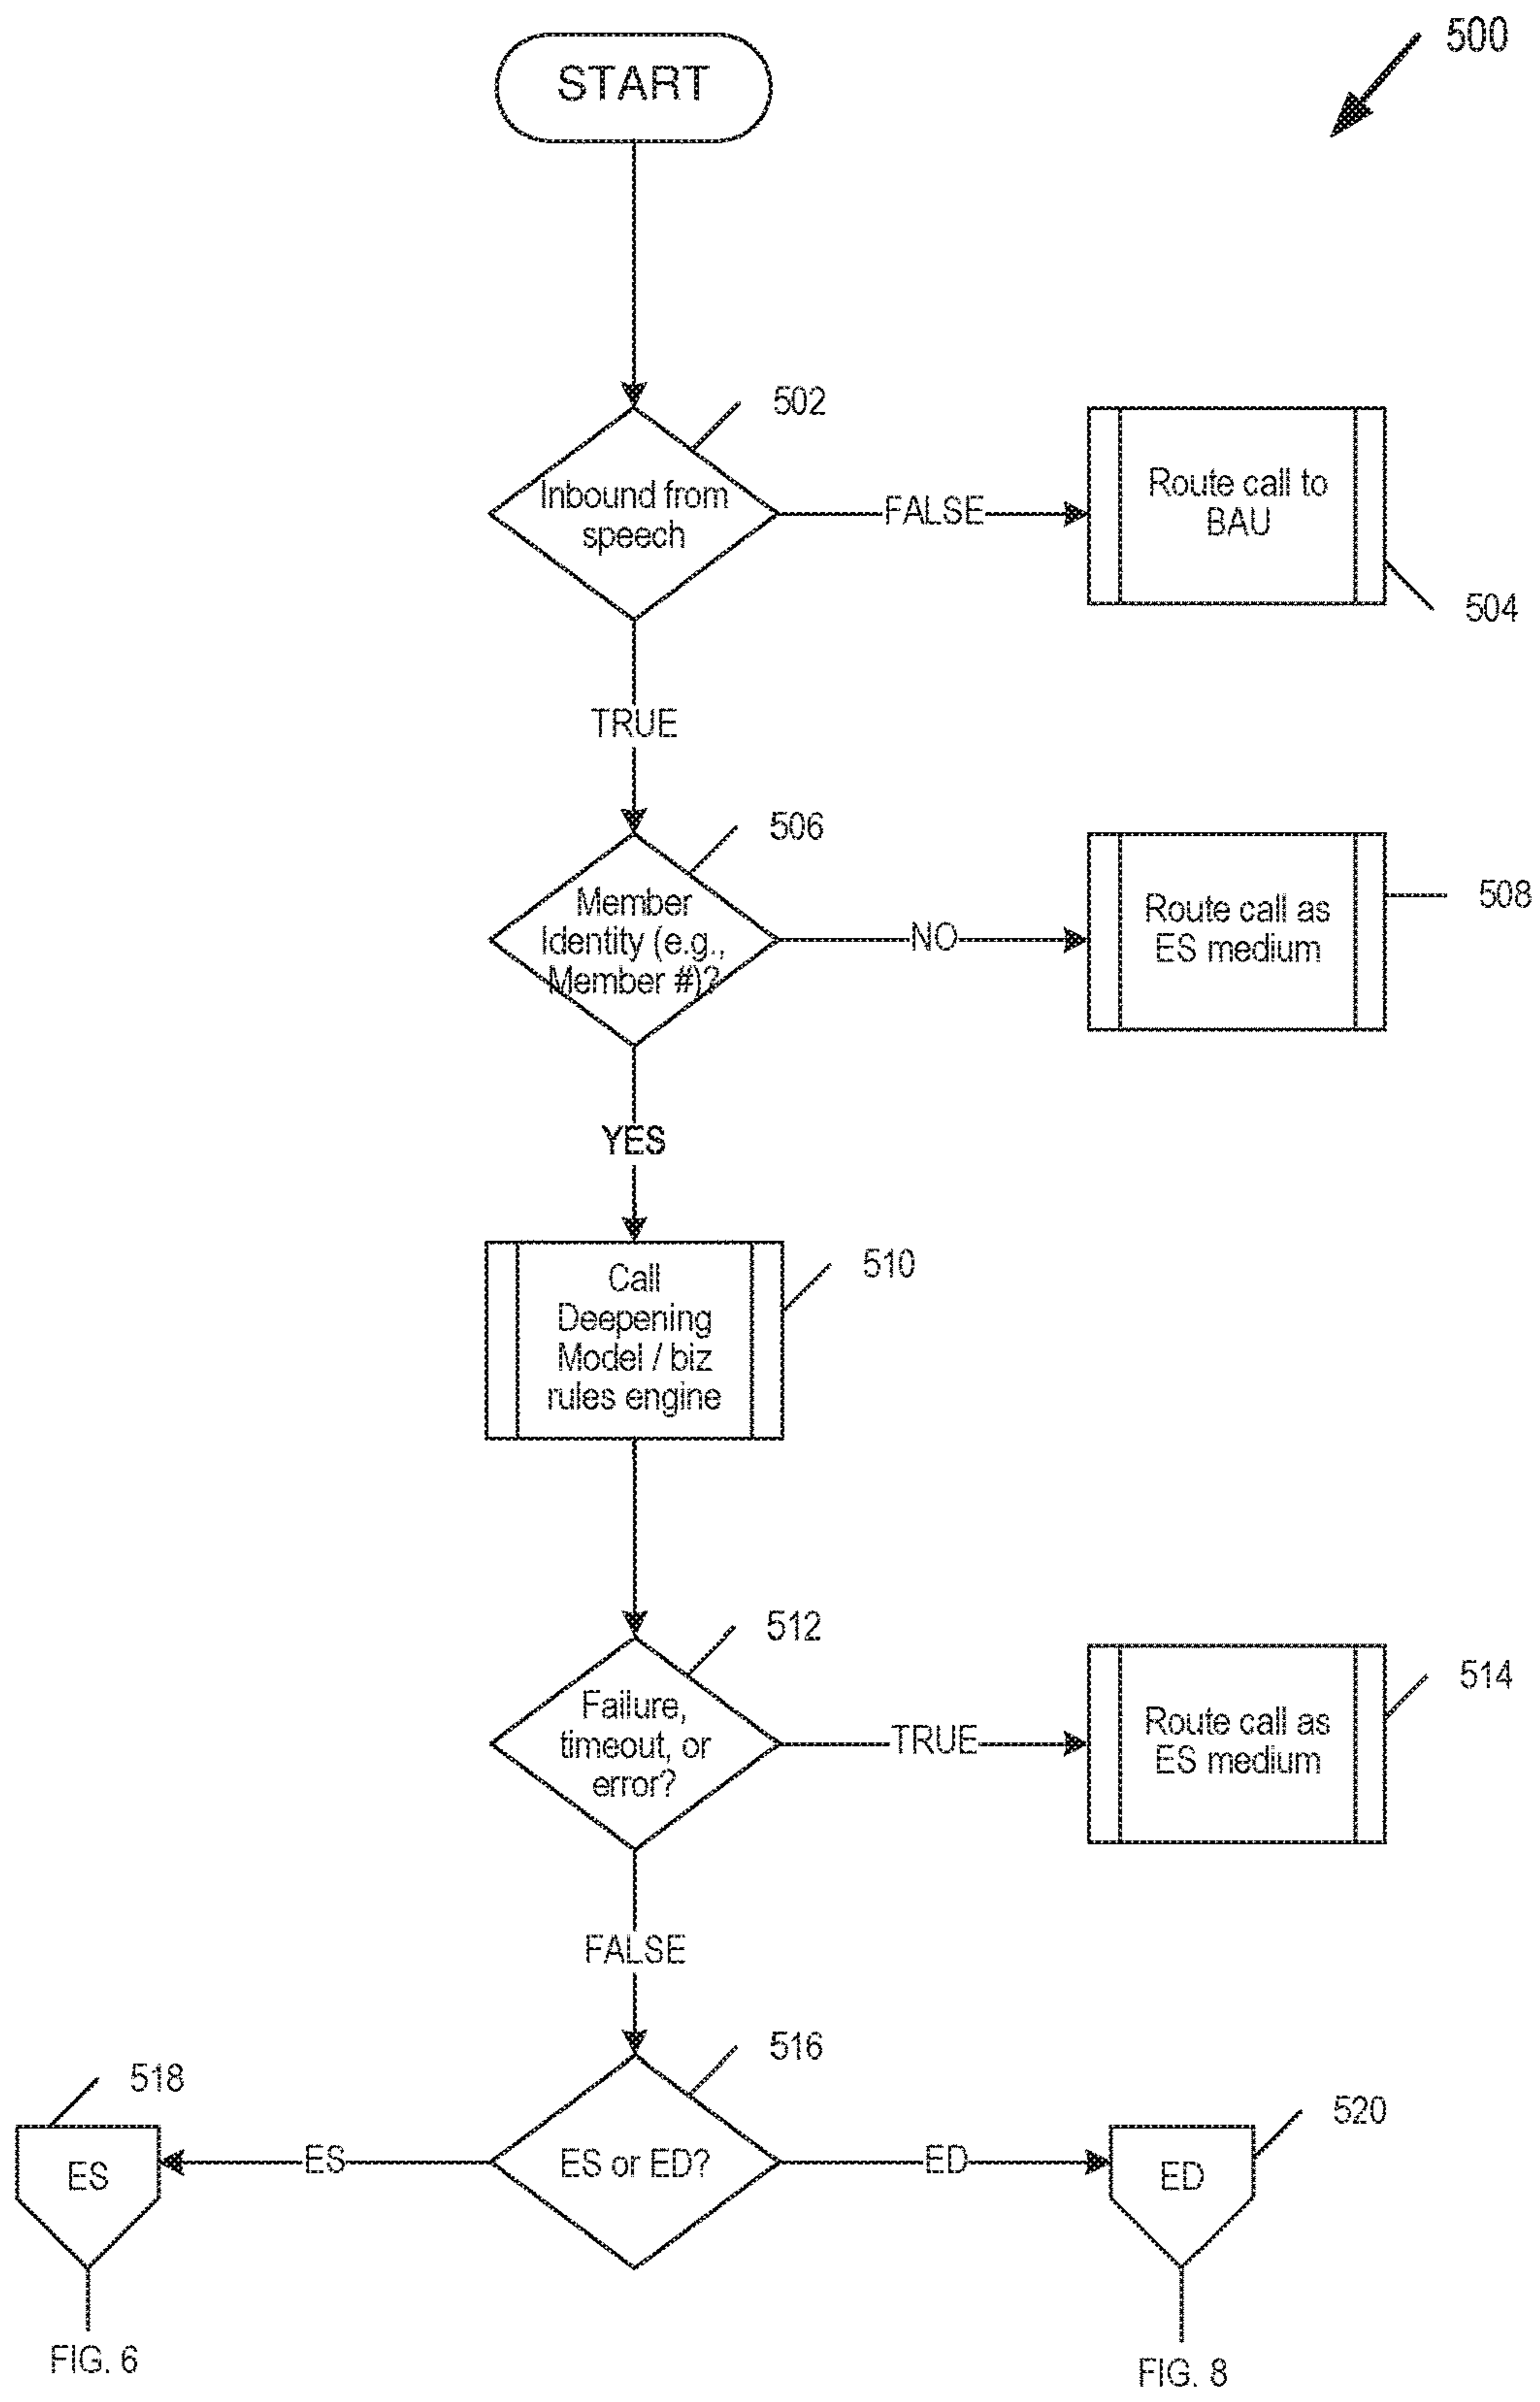 500
START
502
Inbound from
speech
FALSE
Route call to
BAU
504
TRUE
506
Member
Identity (e.g.,
Member #)?
NO
Route call as
ES medium
508
YES
Call
Deepening
Model / biz
rules engine
510
512
Failure,
timeout, or
error?
TRUE
Route call as
ES medium
514
FALSE
516
518
ES
ES
ES or ED?
ED
ED
520
FIG. 6
FIG. 8